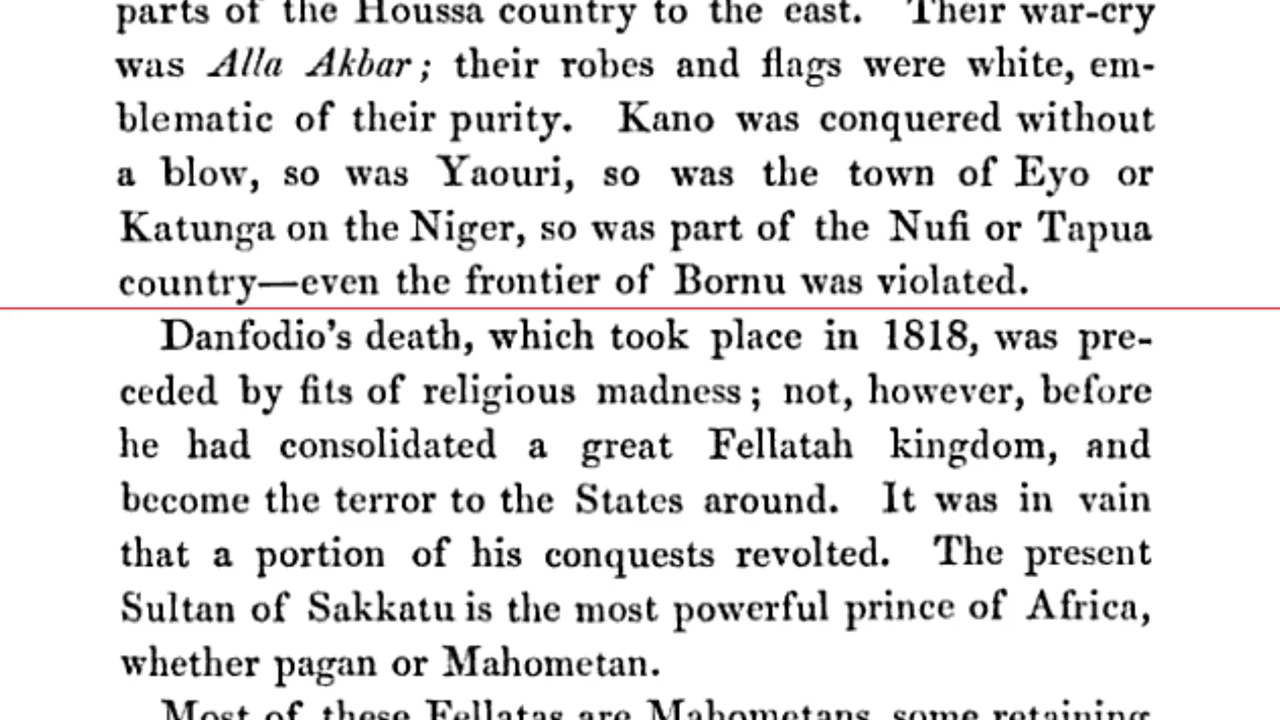 parts of the Houssa country to the east. Their war-cry
was Alla Akbar; their robes and flags were white, em-
blematic of their purity. Kano was conquered without
a blow, so was Yaouri, so was the town of Eyo or
Katunga on the Niger, so was part of the Nufi or Tapua
country—even the frontier of Bornu was violated.
Danfodio's death, which took place in 1818, was pre-
ceded by fits of religious madness; not, however, before
he had consolidated a great Fellatah kingdom, and
become the terror to the States around. It was in vain
that a portion of his conquests revolted. The present
Sultan of Sakkatu is the most powerful prince of Africa,
whether pagan or Mahometan.
Most of these Fellatas are Mahometans, some retaining